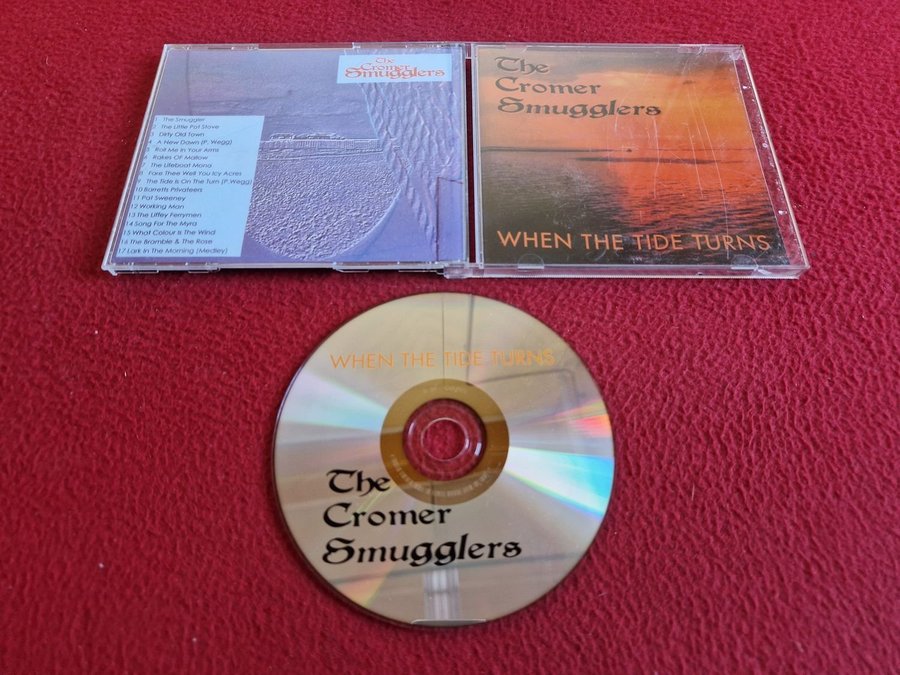 The
Cromer
Smugglers
1 The Smuggler
2 The Little Pot Stove
3 Dirty Old Town
4 A New Dawn (P. Wegg)
5 Roll Me In Your Arms
6 Rakes Of Mallow
7 The Lifeboat Mona
8 Fare Thee Well You Icy Acres
9 The Tide Is On The Turn (P.Wegg)
10 Barretts Privateers
11 Pat Sweeney
12 Working Man
13 The Liffey Ferrymen
14 Song For The Myra
15 What Colour Is The Wind
16 The Bramble & The Rose
17 Lark In The Morning (Medley)
The
Cromer
Smugglers
WHEN THE TIDE TURNS
WHEN THE TIDE TURNS
The
Cromer
Smugglers